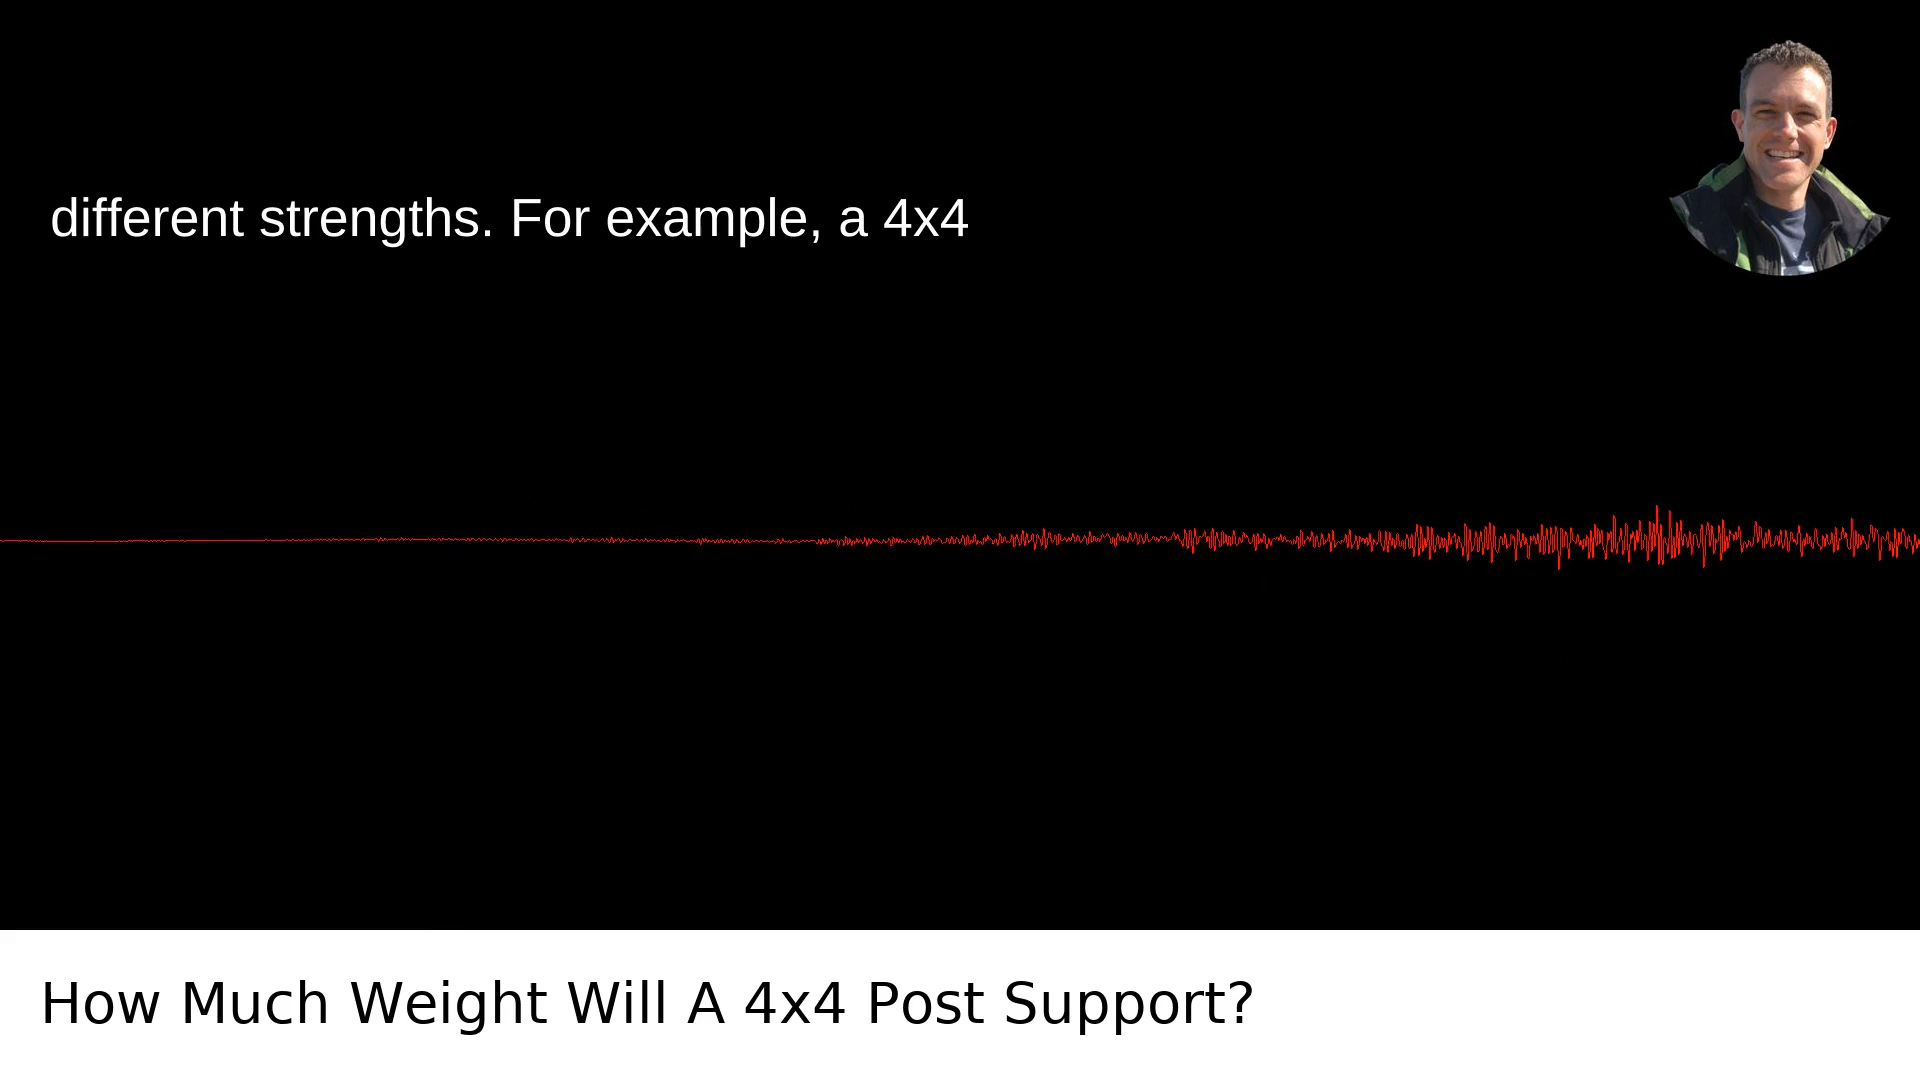 different strengths. For example, a 4x4
How Much Weight Will A 4x4 Post Support?